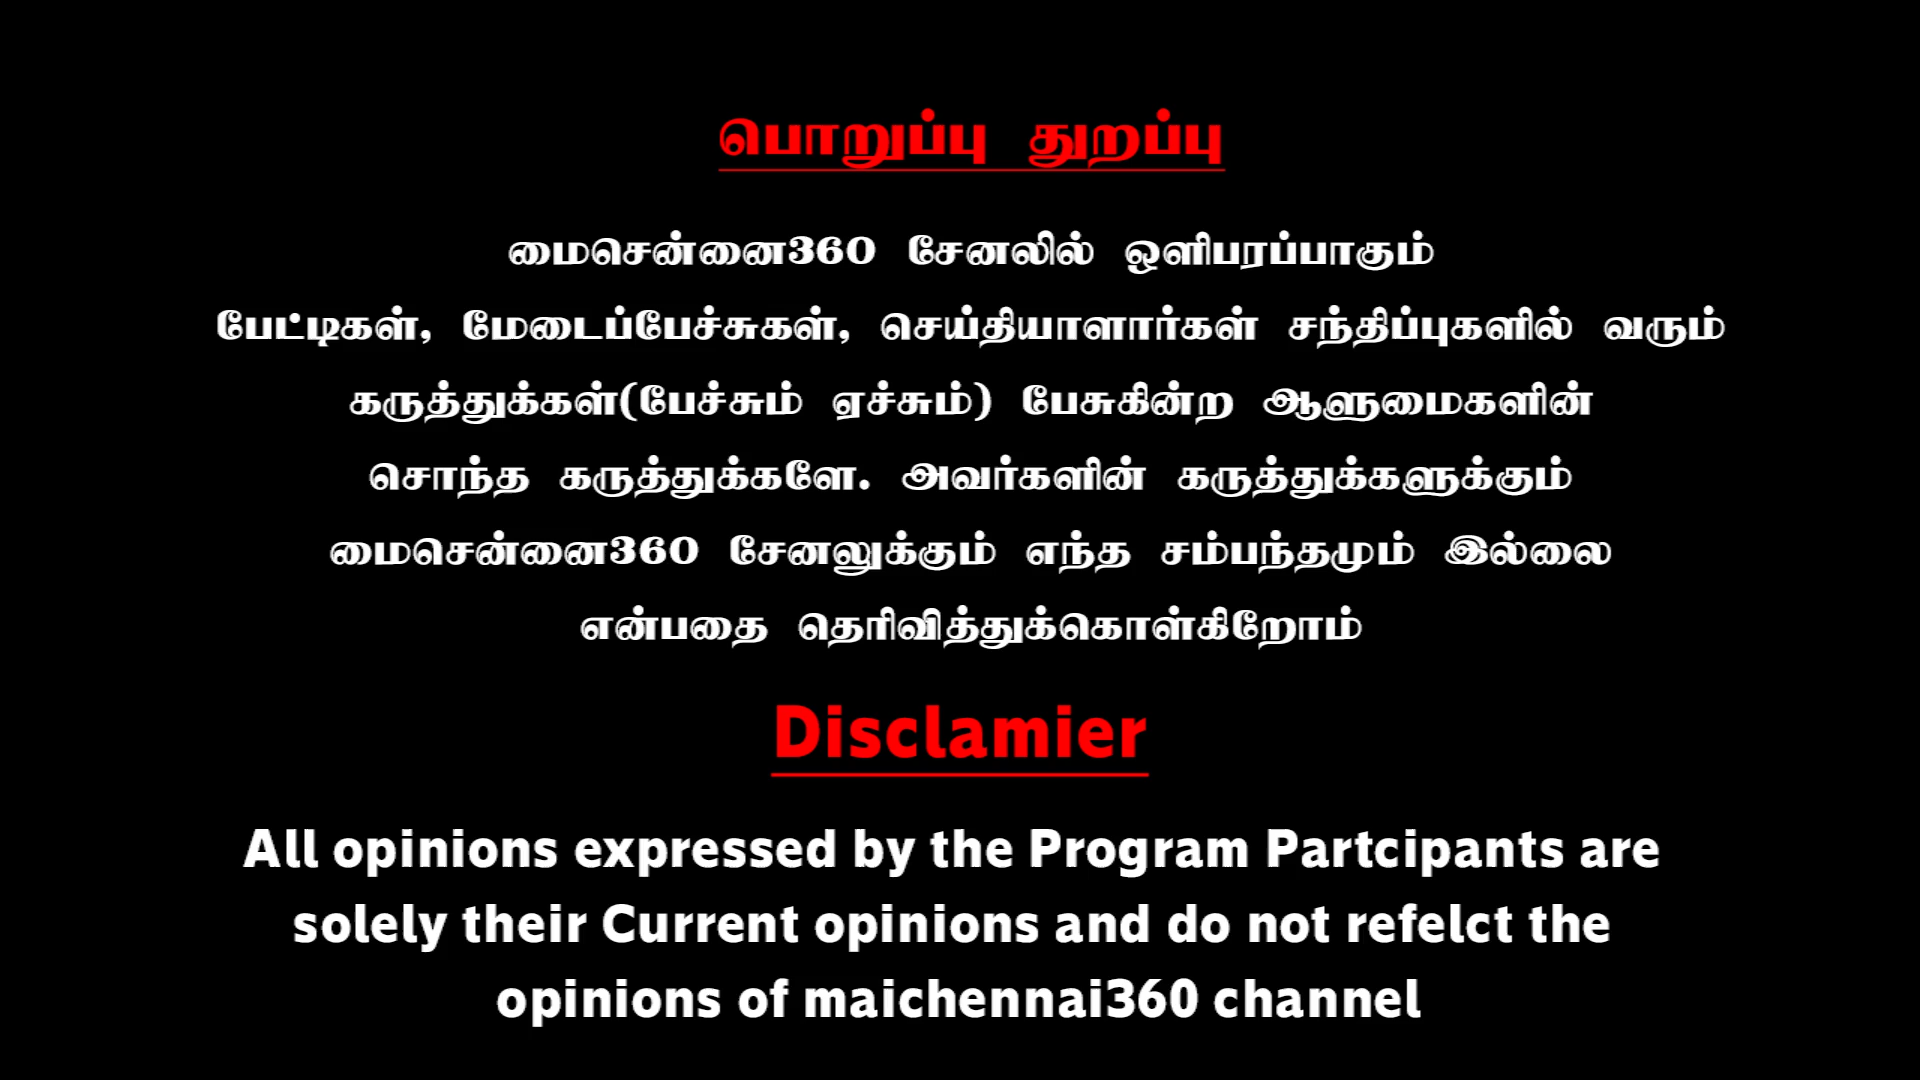 பொறுப்பு துறப்பு
மைசென்னை360 சேனலில் ஒளிபரப்பாகும்
பேட்டிகள், மேடைப்பேச்சுகள், செய்தியாளார்கள் சந்திப்புகளில் வரும்
கருத்துக்கள்(பேச்சும் ஏச்சும்) பேசுகின்ற ஆளுமைகளின்
சொந்த கருத்துக்களே. அவர்களின் கருத்துக்களுக்கும்
மைசென்னை360 சேனலுக்கும் எந்த சம்பந்தமும் இல்லை
என்பதை தெரிவித்துக்கொள்கிறோம்
Disclamier
All opinions expressed by the Program Partcipants are
solely their Current opinions and do not refelct the
opinions of maichennai360 channel